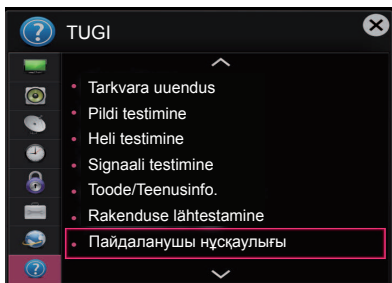 TUGI
Tarkvara uuendus
Pildi testimine
Heli testimine
Signaali testimine
Toode/Teenusinfo.
Rakenduse lähtestamine
Пайдаланушы нұсқаулығы